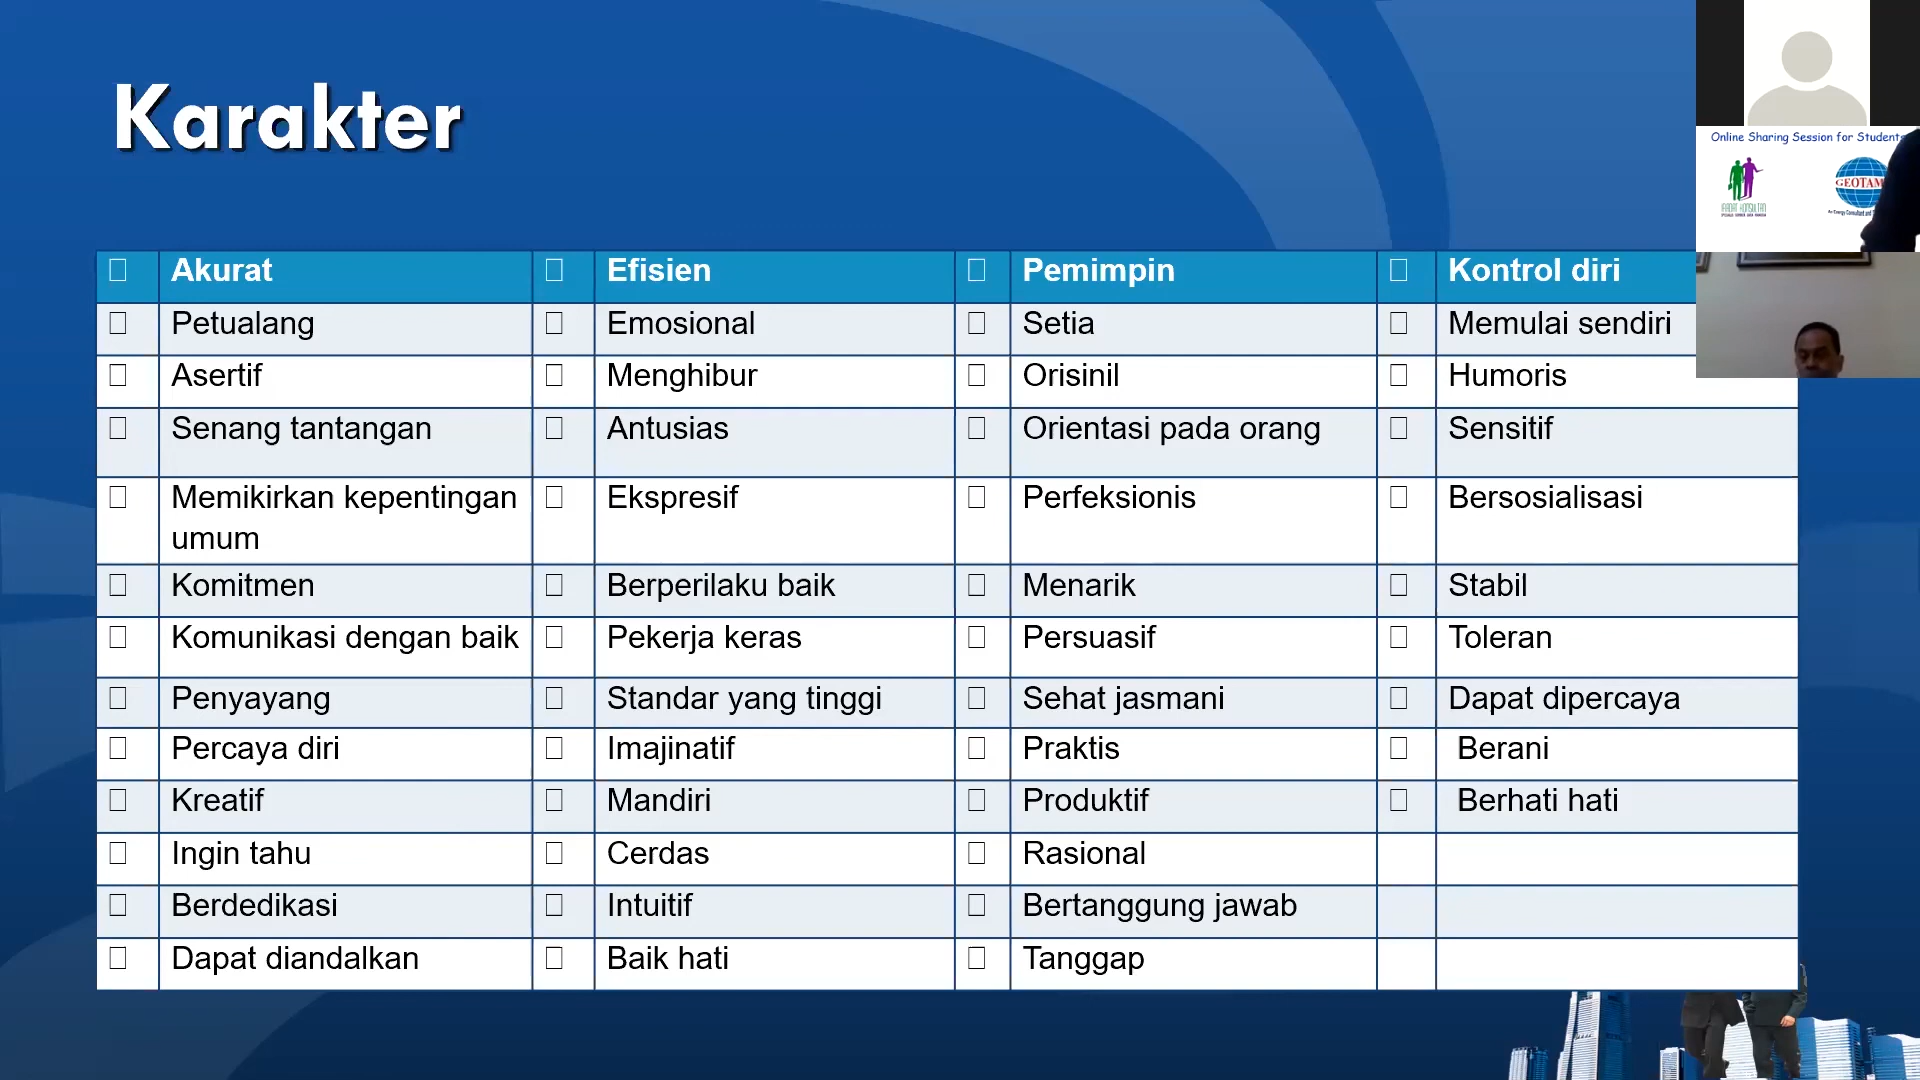 Karakter
Online Sharing Session for Students
GEOTAM
Akurat Efisien Pemimpin Kontrol diri
Petualang Emosional Setia Memulai sendiri
Asertif Menghibur Orisinil Humoris
Senang tantangan Antusias Orientasi pada orang Sensitif
Memikirkan kepentingan Ekspresif Perfeksionis Bersosialisasi
umum
Komitmen Berperilaku baik Menarik Stabil
Komunikasi dengan baik Pekerja keras Persuasif Toleran
Penyayang Standar yang tinggi Sehat jasmani Dapat dipercaya
Percaya diri Imajinatif Praktis Berani
Kreatif Mandiri Produktif Berhati hati
Ingin tahu Cerdas Rasional
Berdedikasi Intuitif Bertanggung jawab
Dapat diandalkan Baik hati Tanggap